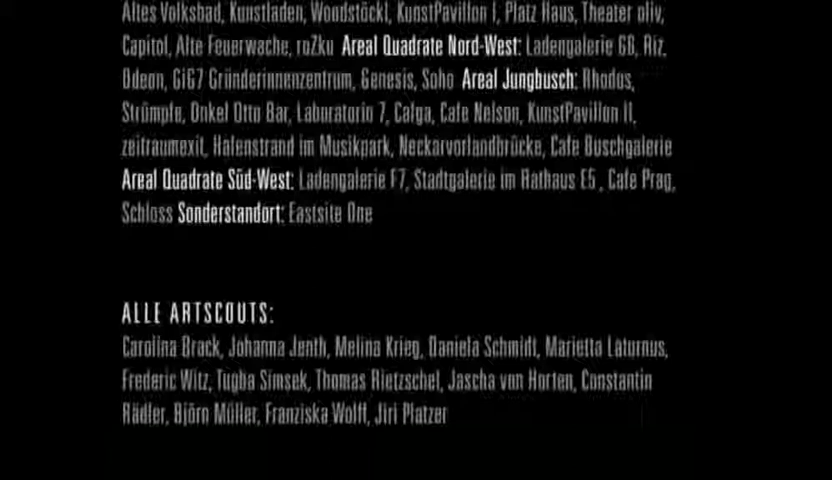 Altes Volksbad, Kunstladen, Woodstöckl, KunstPavillon I, Platz Haus, Theater oliv,
Capitol, Alte Feuerwache, roZku Areal Quadrate Nord-West: Ladengalerie G6, Riz,
Odeon, GiG7 Gründerinnenzentrum, Genesis, Soho Areal Jungbusch: Rhodos,
Strümpfe, Onkel Otto Bar, Laboratorio 7, Calga, Cafe Nelson, KunstPavillon II,
zeitraumexit, Hafenstrand im Musikpark, Neckarvorlandbrücke, Cafe Buschgalerie
Areal Quadrate Süd-West: Ladengalerie F7, Stadtgalerie im Rathaus E5 , Cafe Prag,
Schloss Sonderstandort: Eastsite One
ALLE ARTSCOUTS:
Carolina Brack, Johanna Jenth, Melina Krieg, Daniela Schmidt, Marietta Laturnus,
Frederic Witz, Tugba Simsek, Thomas Rietzschel, Jascha von Horten, Constantin
Rädler, Björn Müller, Franziska Wolff, Jiri Platzer